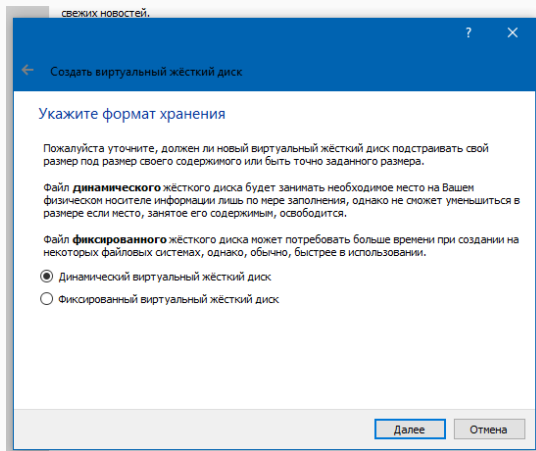 свежих новостей.
?
Создать виртуальный жёсткий диск
Укажите формат хранения
Пожалуйста уточните, должен ли новый виртуальный жёсткий диск подстраивать свой
размер под размер своего содержимого или быть точно заданного размера.
Файл динамического жёсткого диска будет занимать необходимое место на Вашем
физическом носителе информации лишь по мере заполнения, однако не сможет уменьшиться в
размере если место, занятое его содержимым, освободится.
Файл фиксированного жёсткого диска может потребовать больше времени при создании на
некоторых файловых системах, однако, обычно, быстрее в использовании.
Динамический виртуальный жёсткий диск
Фиксированный виртуальный жёсткий диск
Далее Отмена